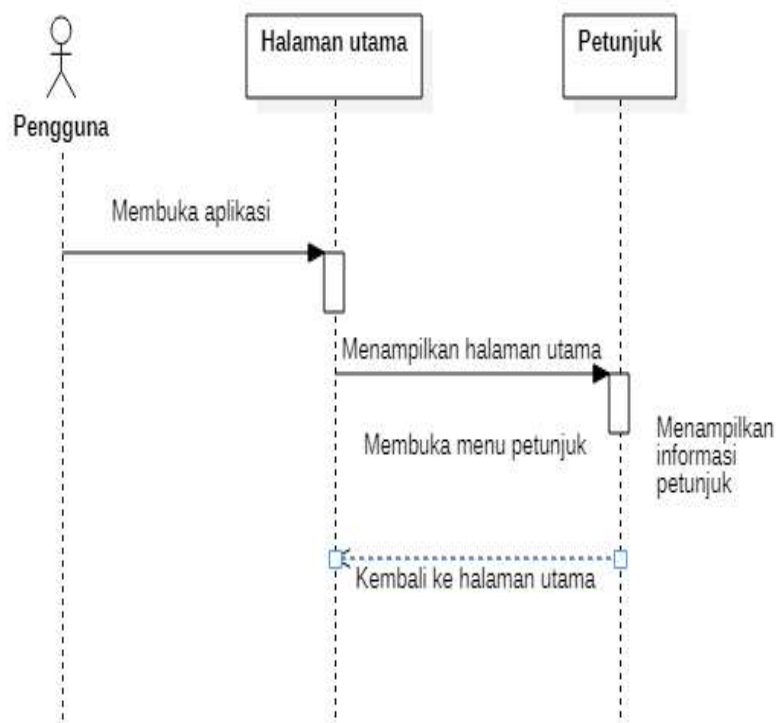 Halaman utama
Petunjuk
Pengguna
Membuka aplikasi
Menampilkan halaman utama
Membuka menu petunjuk
Menampilkan
informasi
petunjuk
Kembali ke halaman utama